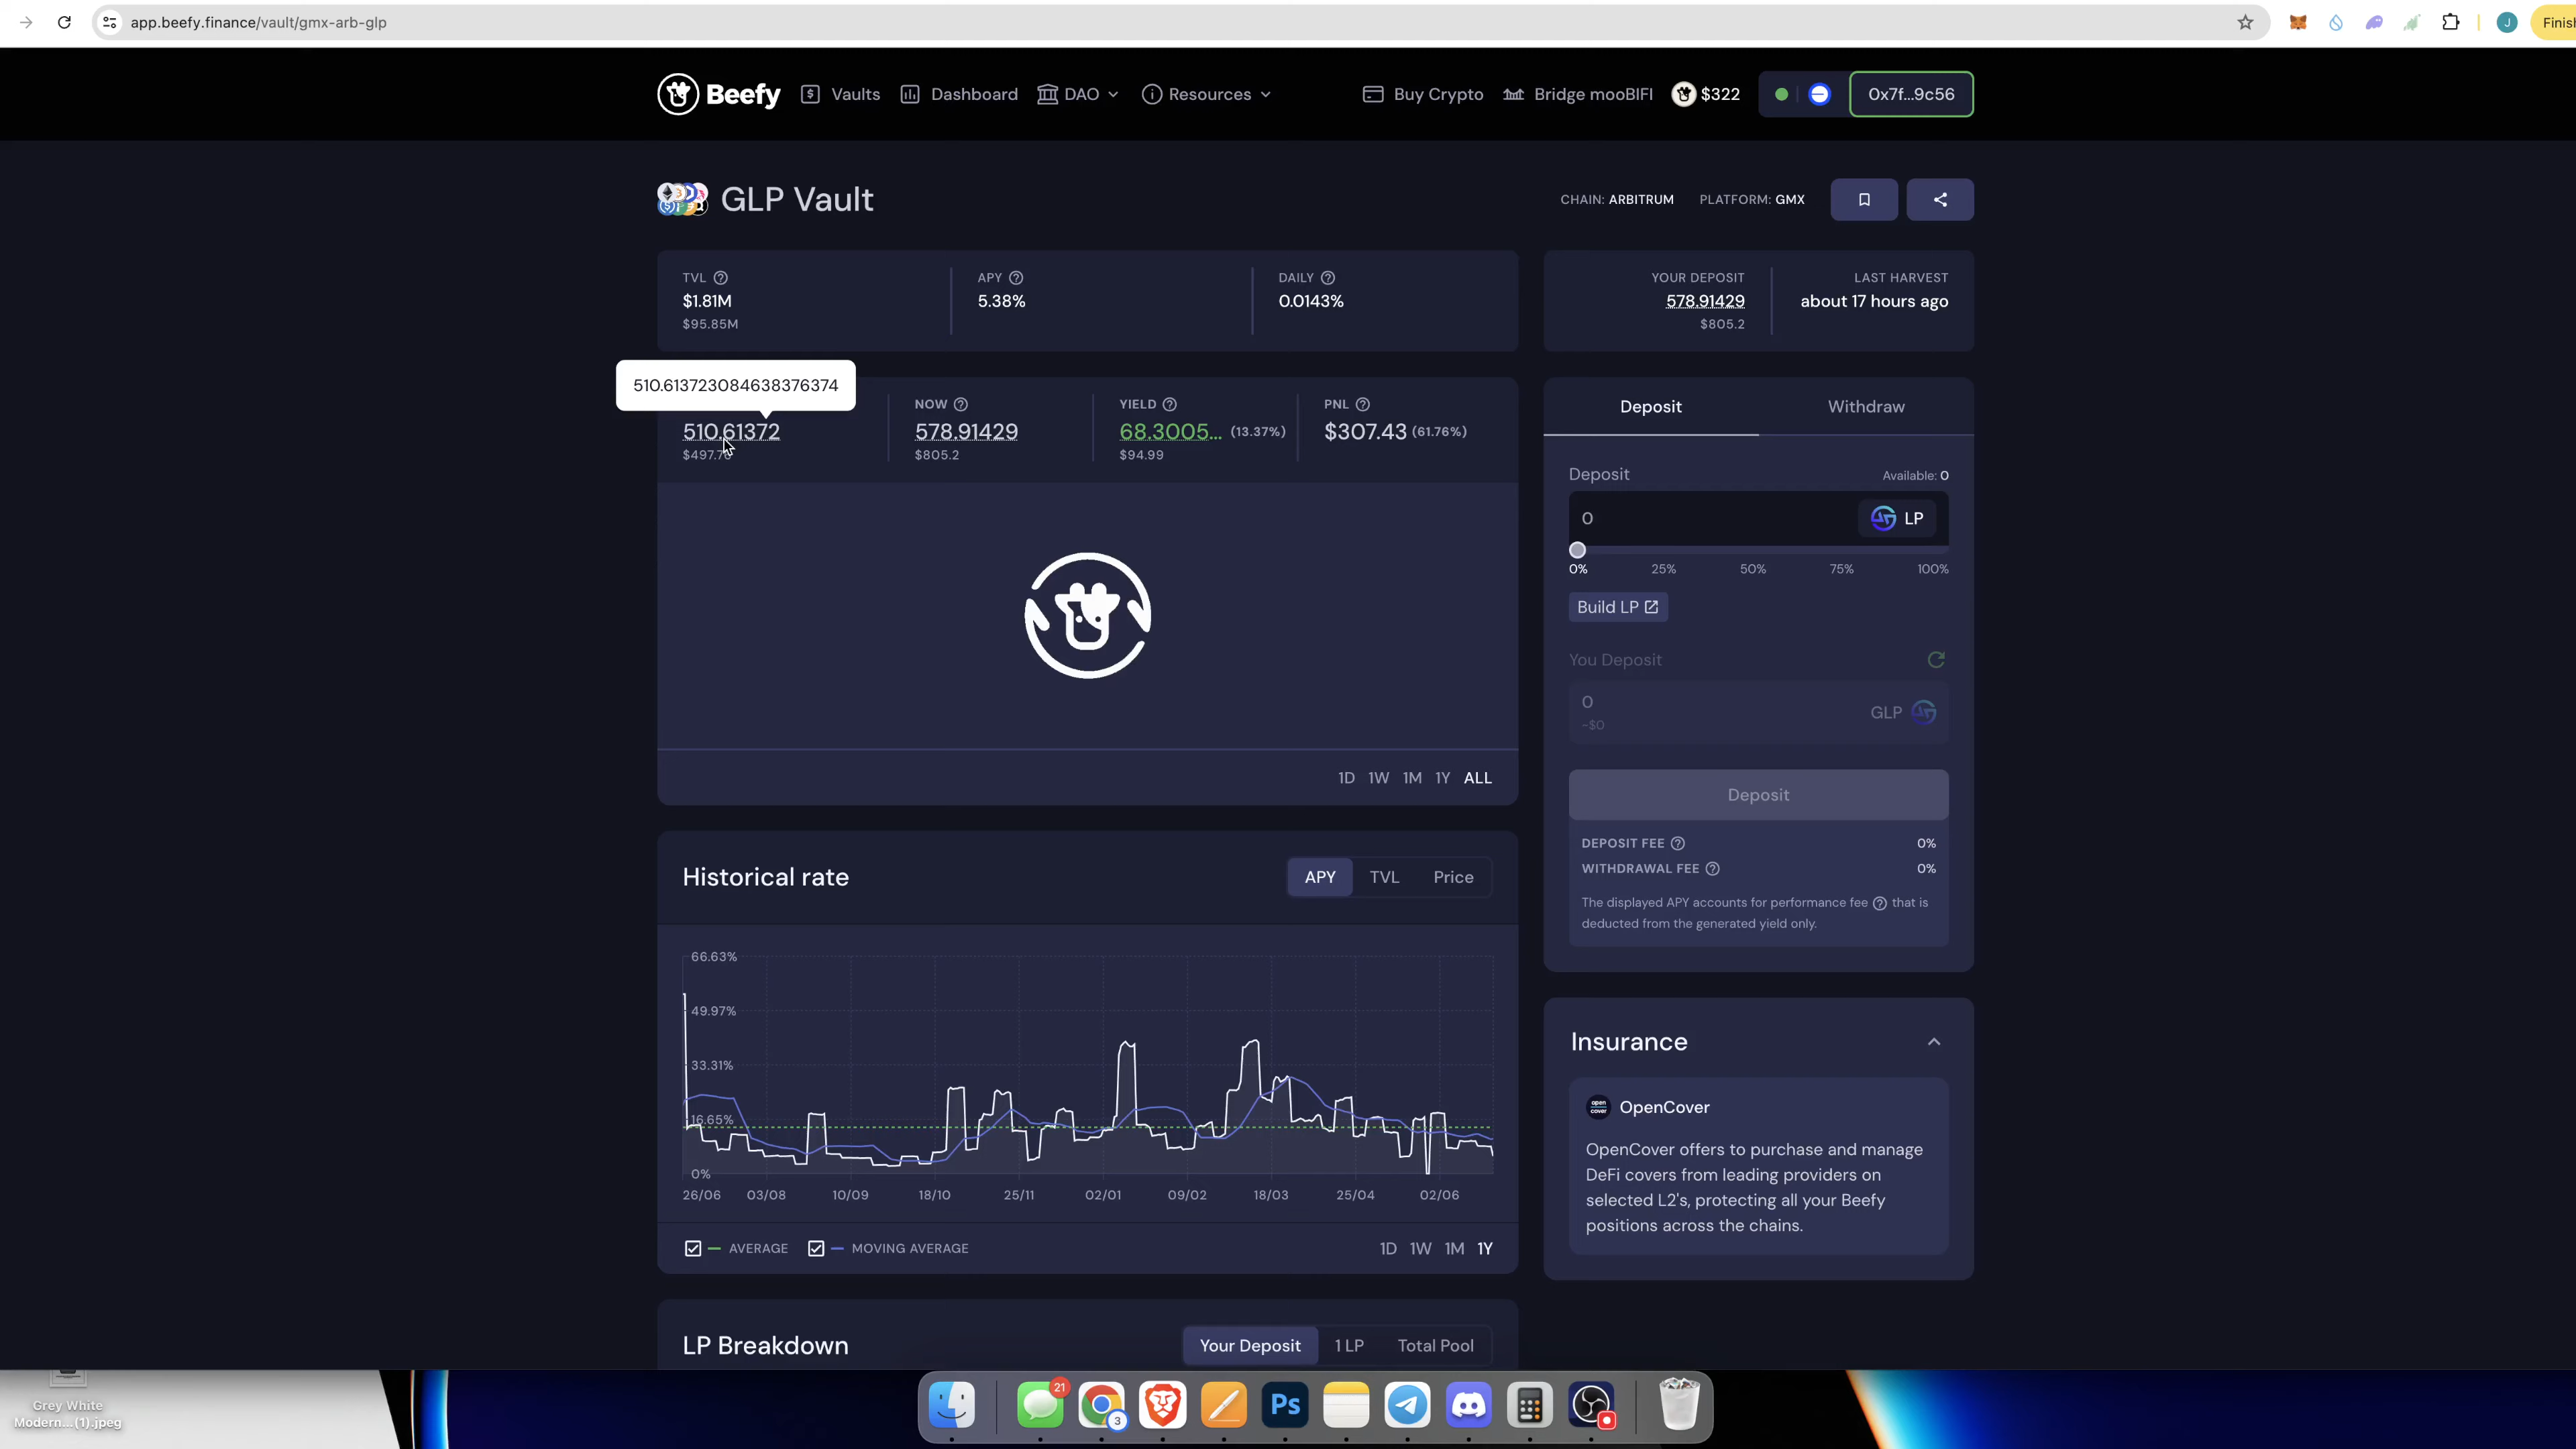 app.beefy.finance/vault/gmx-arb-glp
J
Finish
Beefy
Vaults
Dashboard
DAO
Resources
Buy Crypto
Bridge mooBIFI
$322
0x7f...9c56
GLP Vault
CHAIN: ARBITRUM
PLATFORM: GMX
TVL
$1.81M
$95.85M
APY
5.38%
DAILY
0.0143%
YOUR DEPOSIT
578.91429
$805.2
LAST HARVEST
about 17 hours ago
510.613723084638376374
510.61372
$497.76
NOW
578.91429
$805.2
YIELD
68.3005... (13.37%)
$94.99
PNL
$307.43 (61.76%)
1D 1W 1M 1Y ALL
Deposit
Withdraw
Deposit
Available: 0
0
LP
0% 25% 50% 75% 100%
Build LP
You Deposit
0
~$0
GLP
Deposit
DEPOSIT FEE
0%
WITHDRAWAL FEE
0%
The displayed APY accounts for performance fee that is
deducted from the generated yield only.
Historical rate
APY TVL Price
66.63%
49.97%
33.31%
16.65%
0%
26/06 03/08 10/09 18/10 25/11 02/01 09/02 18/03 25/04 02/06
AVERAGE
MOVING AVERAGE
1D 1W 1M 1Y
Insurance
open
cover
OpenCover
OpenCover offers to purchase and manage
DeFi covers from leading providers on
selected L2's, protecting all your Beefy
positions across the chains.
LP Breakdown
Your Deposit 1 LP Total Pool
Grey White
Modern...(1).jpeg
21
3
Ps